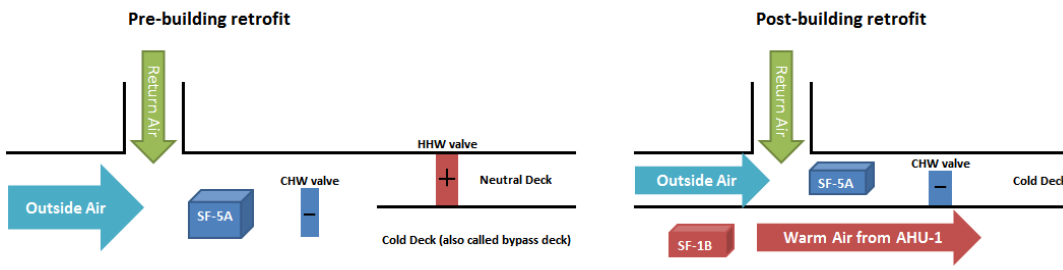 Pre-building retrofit
Return Air
HHW valve
CHW valve
+
Neutral Deck
Outside Air
SF-5A
−
Cold Deck (also called bypass deck)
Post-building retrofit
Return Air
CHW valve
Outside Air
SF-5A
−
Cold Deck
SF-1B
Warm Air from AHU-1